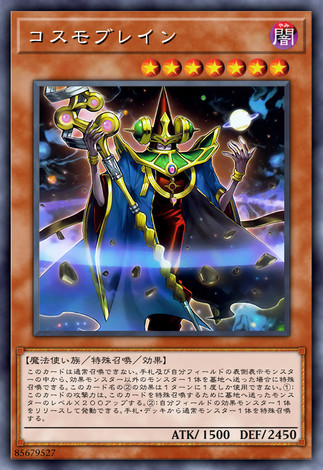 コスモブレイン
やみ
闇
【魔法使い族／特殊召喚／効果】
このカードは通常召喚できない。手札及び自分フィールドの表側表示モンスター
の中から、効果モンスター以外のモンスター１体を墓地へ送った場合に特殊
召喚できる。このカード名の②の効果は１ターンに１度しか使用できない。①：
このカードの攻撃力は、このカードを特殊召喚するために墓地へ送ったモンス
ターのレベル×２００アップする。②：自分フィールドの効果モンスター１体
をリリースして発動できる。手札・デッキから通常モンスター１体を特殊召喚
する。
ATK/ 1500 DEF/2450
85679527